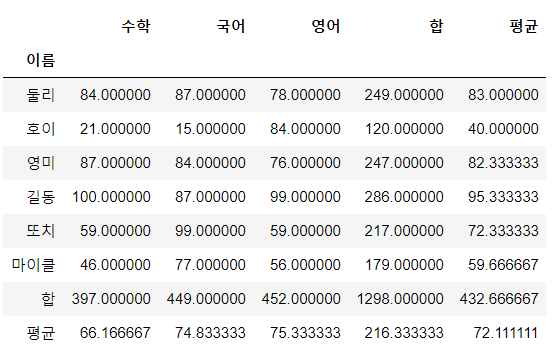 수학 국어 영어 합 평균
이름
둘리 84.000000 87.000000 78.000000 249.000000 83.000000
호이 21.000000 15.000000 84.000000 120.000000 40.000000
영미 87.000000 84.000000 76.000000 247.000000 82.333333
길동 100.000000 87.000000 99.000000 286.000000 95.333333
또치 59.000000 99.000000 59.000000 217.000000 72.333333
마이클 46.000000 77.000000 56.000000 179.000000 59.666667
합 397.000000 449.000000 452.000000 1298.000000 432.666667
평균 66.166667 74.833333 75.333333 216.333333 72.111111